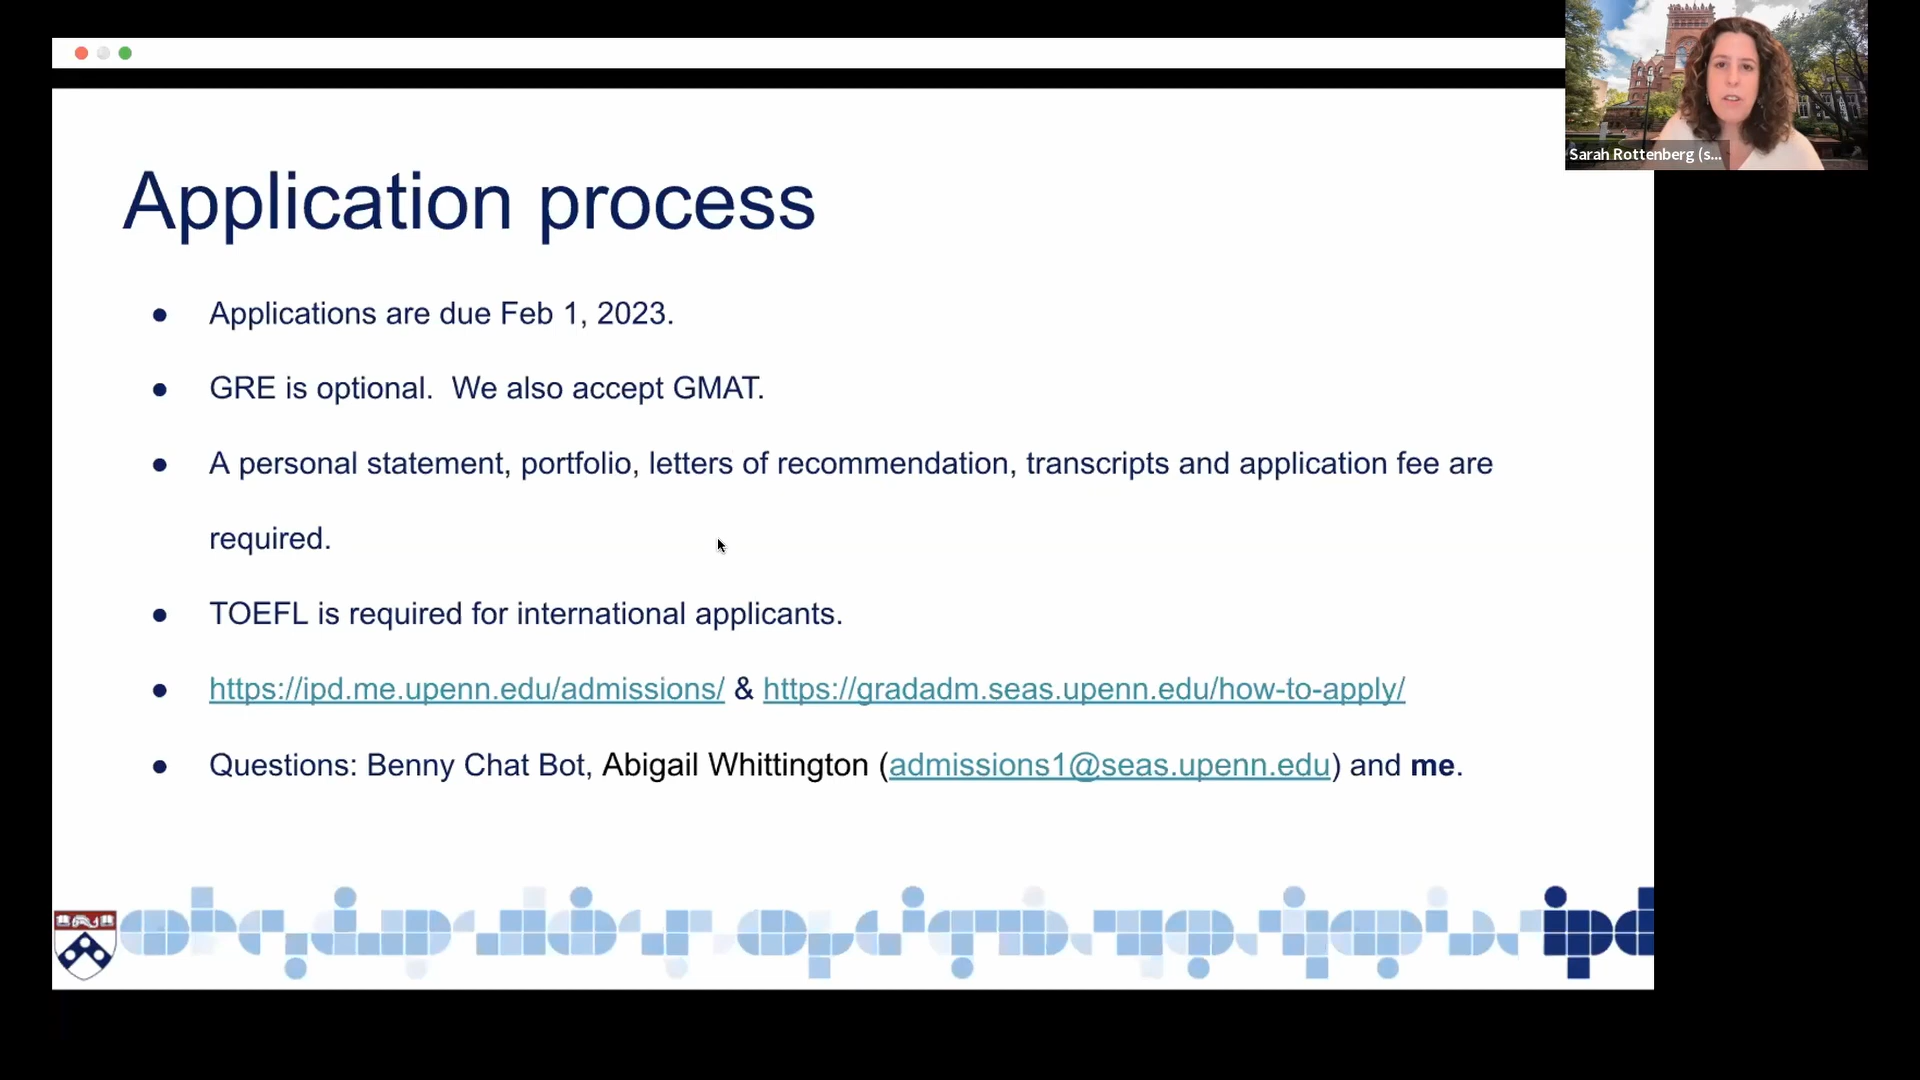 Sarah Rottenberg (s...
Application process
● Applications are due Feb 1, 2023.
● GRE is optional.  We also accept GMAT.
● A personal statement, portfolio, letters of recommendation, transcripts and application fee are
required.
● TOEFL is required for international applicants.
● https://ipd.me.upenn.edu/admissions/ & https://gradadm.seas.upenn.edu/how-to-apply/
● Questions: Benny Chat Bot, Abigail Whittington (admissions1@seas.upenn.edu) and me.
ipd